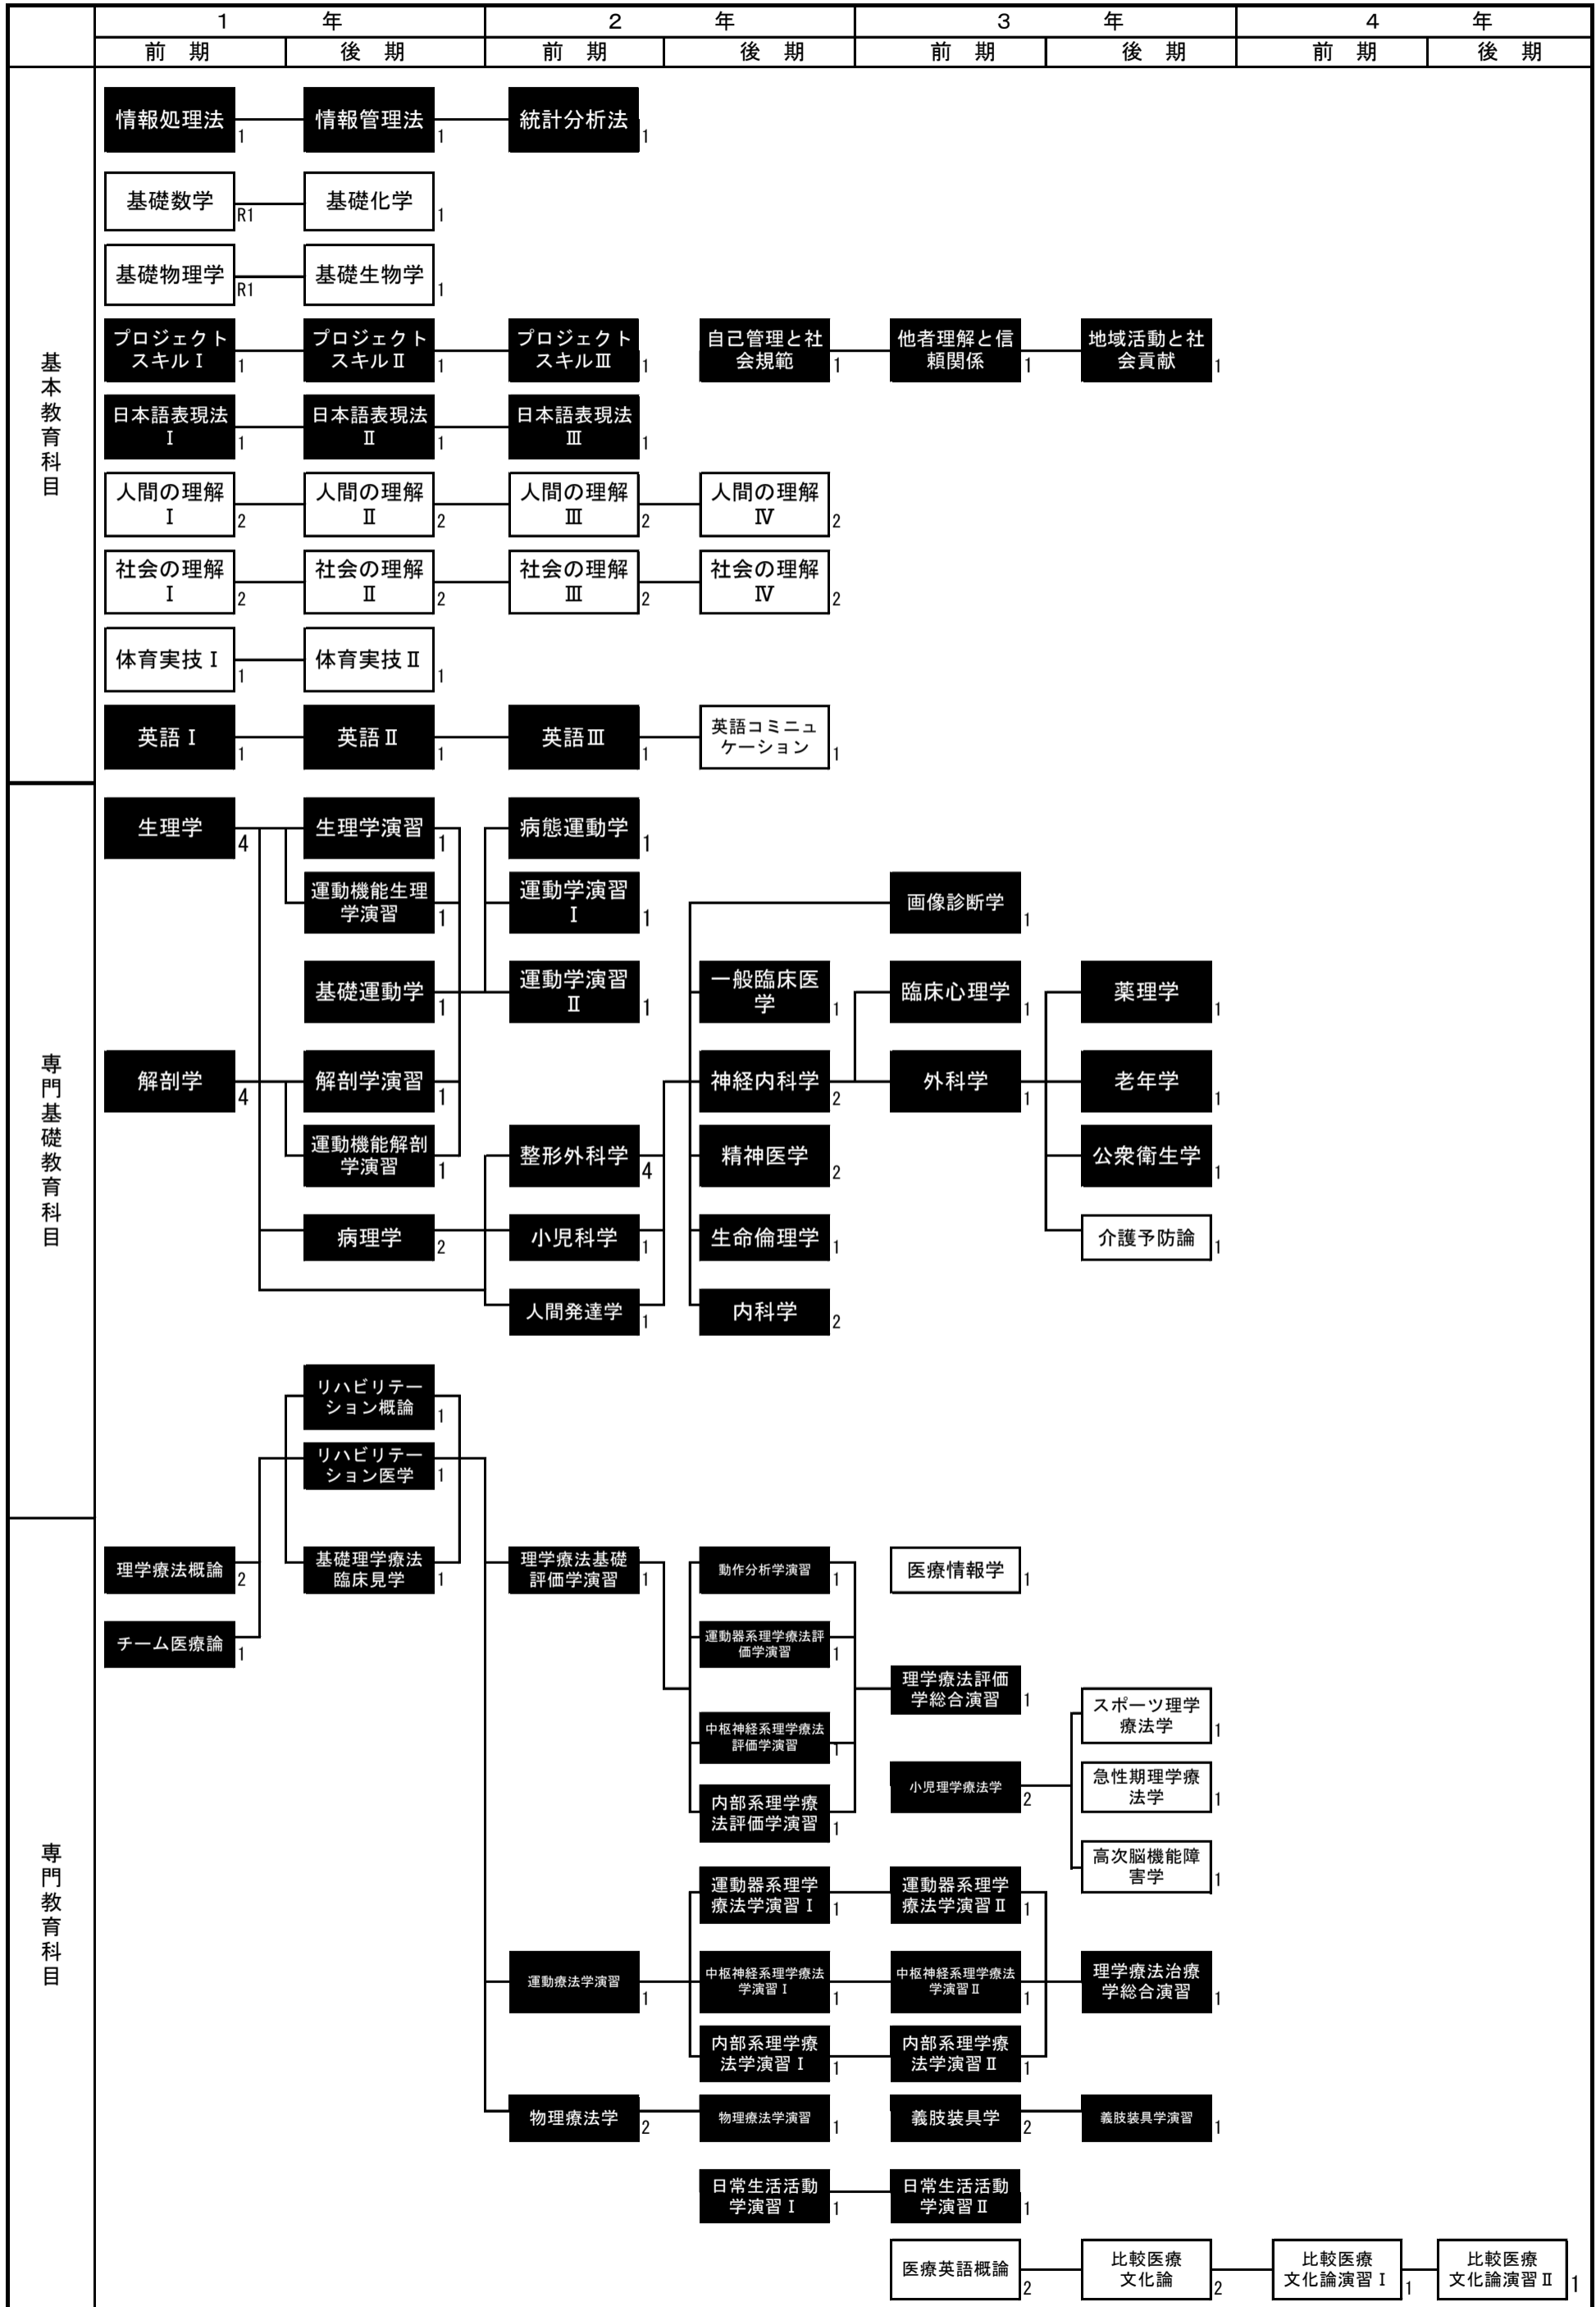 1 年 2 年 3 年 4 年
前 期 後 期 前 期 後 期 前 期 後 期 前 期 後 期
基本教育科目
情報処理法 1 情報管理法 1 統計分析法 1
基礎数学 R1 基礎化学 1
基礎物理学 R1 基礎生物学 1
プロジェクト
スキルⅠ 1
プロジェクト
スキルⅡ 1
プロジェクト
スキルⅢ 1
自己管理と社
会規範 1
他者理解と信
頼関係 1
地域活動と社
会貢献 1
日本語表現法
Ⅰ 1
日本語表現法
Ⅱ 1
日本語表現法
Ⅲ 1
人間の理解
Ⅰ 2
人間の理解
Ⅱ 2
人間の理解
Ⅲ 2
人間の理解
Ⅳ 2
社会の理解
Ⅰ 2
社会の理解
Ⅱ 2
社会の理解
Ⅲ 2
社会の理解
Ⅳ 2
体育実技Ⅰ 1 体育実技Ⅱ 1
英語Ⅰ 1 英語Ⅱ 1 英語Ⅲ 1
英語コミニュ
ケーション 1
専門基礎教育科目
生理学 4 生理学演習 1 病態運動学 1
運動機能生理
学演習 1
運動学演習
Ⅰ 1
画像診断学 1
基礎運動学 1
運動学演習
Ⅱ 1
一般臨床医
学 1
臨床心理学 1 薬理学 1
解剖学 4 解剖学演習 1 神経内科学 2 外科学 1 老年学 1
運動機能解剖
学演習 1
整形外科学 4 精神医学 2 公衆衛生学 1
病理学 2 小児科学 1 生命倫理学 1 介護予防論 1
人間発達学 1 内科学 2
リハビリテー
ション概論 1
リハビリテー
ション医学 1
専門教育科目
理学療法概論 2
基礎理学療法
臨床見学 1
理学療法基礎
評価学演習 1
動作分析学演習 1 医療情報学 1
チーム医療論 1
運動器系理学療法評
価学演習 1
理学療法評価
学総合演習 1
スポーツ理学
療法学 1
中枢神経系理学療法
評価学演習 1
小児理学療法学 2
急性期理学療
法学 1
内部系理学療
法評価学演習 1
高次脳機能障
害学 1
運動器系理学
療法学演習Ⅰ 1
運動器系理学
療法学演習Ⅱ 1
運動療法学演習 1
中枢神経系理学療法
学演習Ⅰ 1
中枢神経系理学療法
学演習Ⅱ 1
理学療法治療
学総合演習 1
内部系理学療
法学演習Ⅰ 1
内部系理学療
法学演習Ⅱ 1
物理療法学 2 物理療法学演習 1 義肢装具学 2 義肢装具学演習 1
日常生活活動
学演習Ⅰ 1
日常生活活動
学演習Ⅱ 1
医療英語概論 2
比較医療
文化論 2
比較医療
文化論演習Ⅰ 1
比較医療
文化論演習Ⅱ 1